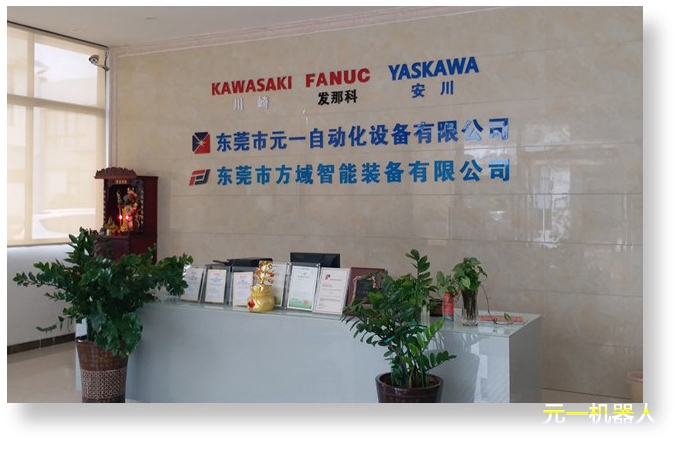 KAWASAKI FANUC YASKAWA
川崎 发那科 安川
东莞市元一自动化设备有限公司
东莞市方域智能装备有限公司
元一机器人